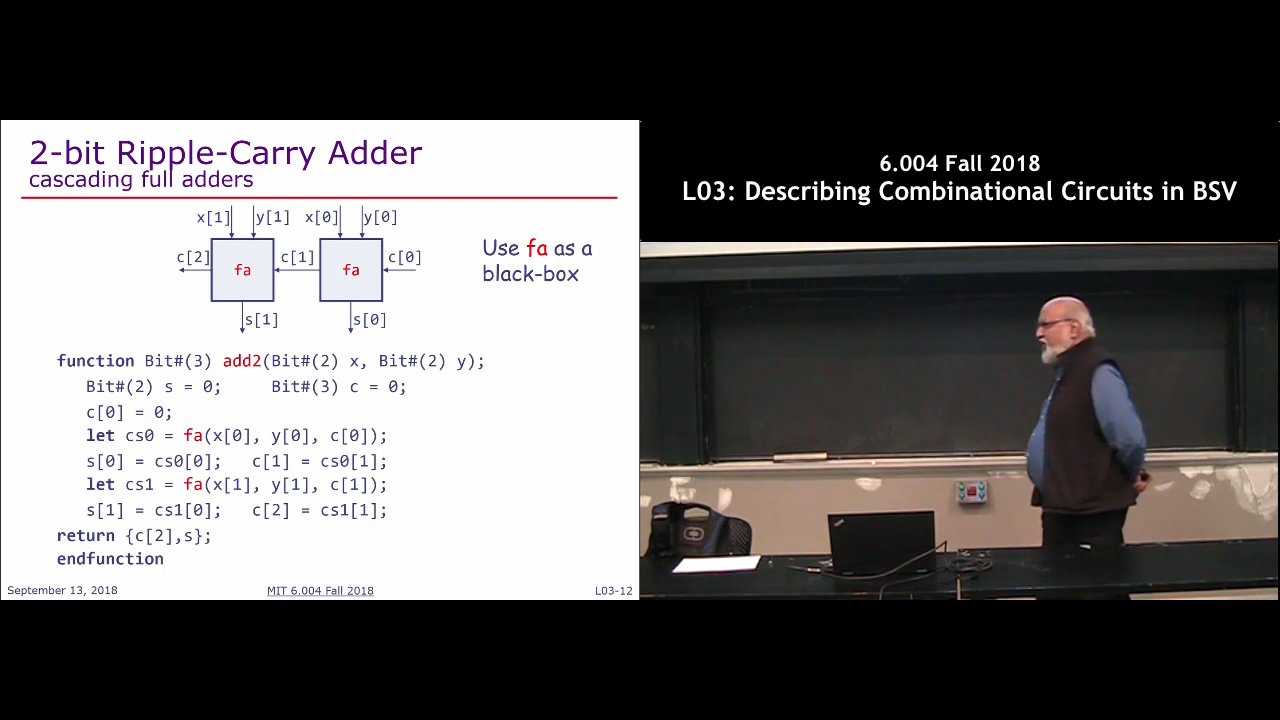 2-bit Ripple-Carry Adder
cascading full adders
x[1] y[1] x[0] y[0]
c[2] fa c[1] fa c[0]
s[1] s[0]
Use fa as a
black-box
function Bit#(3) add2(Bit#(2) x, Bit#(2) y);
Bit#(2) s = 0; Bit#(3) c = 0;
c[0] = 0;
let cs0 = fa(x[0], y[0], c[0]);
s[0] = cs0[0]; c[1] = cs0[1];
let cs1 = fa(x[1], y[1], c[1]);
s[1] = cs1[0]; c[2] = cs1[1];
return {c[2],s};
endfunction
September 13, 2018 MIT 6.004 Fall 2018 L03-12
6.004 Fall 2018
L03: Describing Combinational Circuits in BSV